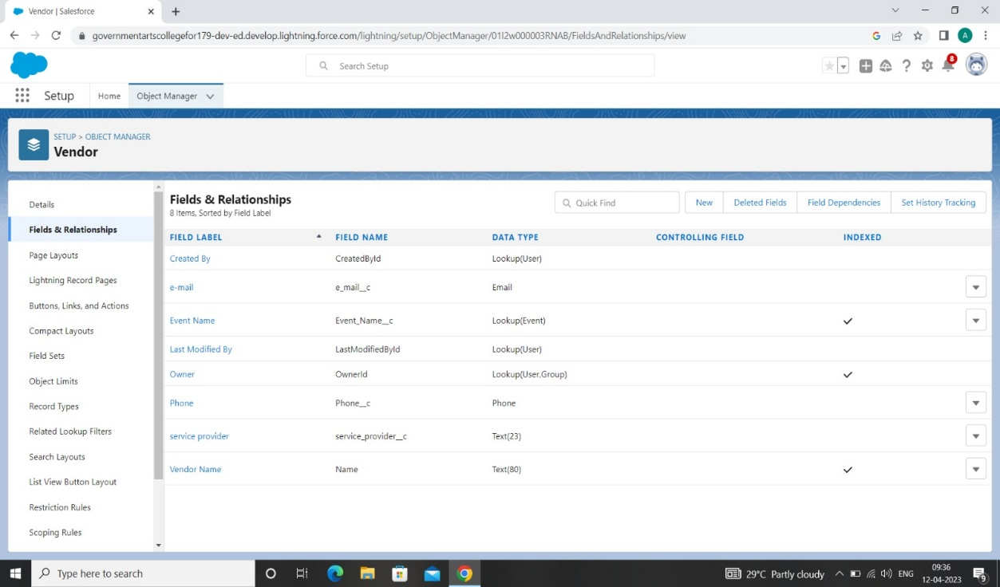 Vendor | Salesforce
governmentartscollegefor179-dev-ed.develop.lightning.force.com/lightning/setup/ObjectManager/01I2w000003RNAB/FieldsAndRelationships/view
G
A
Search Setup
8
Setup
Home
Object Manager
SETUP > OBJECT MANAGER
Vendor
Details
Fields & Relationships
Page Layouts
Lightning Record Pages
Buttons, Links, and Actions
Compact Layouts
Field Sets
Object Limits
Record Types
Related Lookup Filters
Search Layouts
List View Button Layout
Restriction Rules
Scoping Rules
Fields & Relationships
8 Items, Sorted by Field Label
Quick Find
New
Deleted Fields
Field Dependencies
Set History Tracking
FIELD LABEL FIELD NAME DATA TYPE CONTROLLING FIELD INDEXED
Created By CreatedById Lookup(User)
e-mail e_mail__c Email
Event Name Event_Name__c Lookup(Event)
Last Modified By LastModifiedById Lookup(User)
Owner OwnerId Lookup(User,Group)
Phone Phone__c Phone
service provider service_provider__c Text(23)
Vendor Name Name Text(80)
Type here to search
29°C Partly cloudy
ENG
09:36
12-04-2023
9